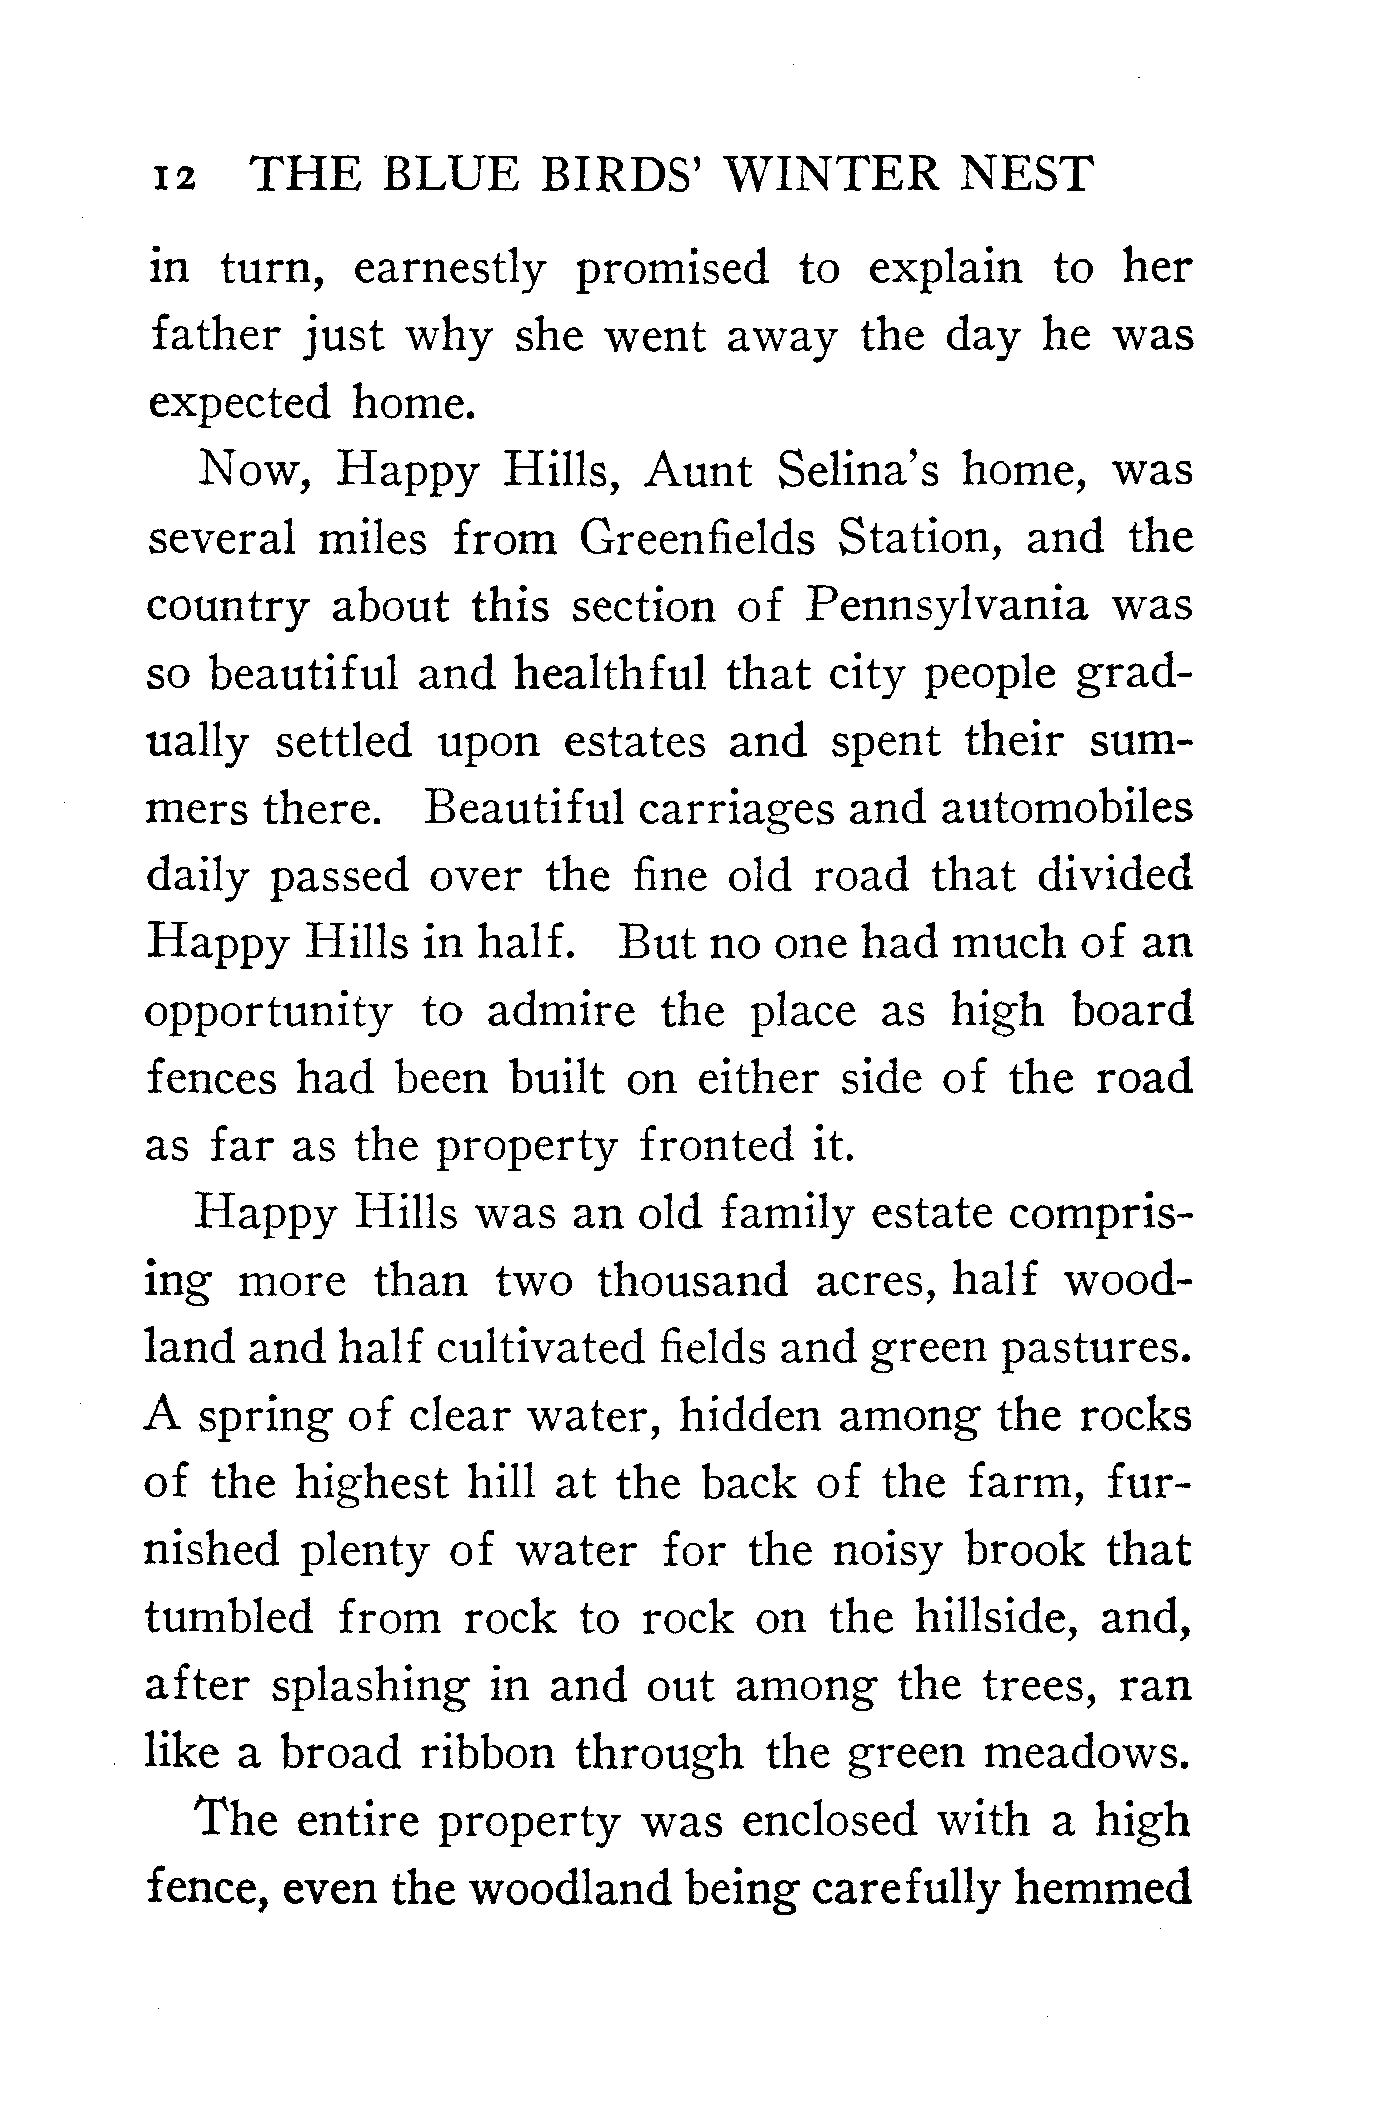 12 THE BLUE BIRDS' WINTER NEST
in turn, earnestly promised to explain to her
father just why she went away the day he was
expected home.
Now, Happy Hills, Aunt Selina's home, was
several miles from Greenfields Station, and the
country about this section of Pennsylvania was
so beautiful and healthful that city people grad-
ually settled upon estates and spent their sum-
mers there. Beautiful carriages and automobiles
daily passed over the fine old road that divided
Happy Hills in half. But no one had much of an
opportunity to admire the place as high board
fences had been built on either side of the road
as far as the property fronted it.
Happy Hills was an old family estate compris-
ing more than two thousand acres, half wood-
land and half cultivated fields and green pastures.
A spring of clear water, hidden among the rocks
of the highest hill at the back of the farm, fur-
nished plenty of water for the noisy brook that
tumbled from rock to rock on the hillside, and,
after splashing in and out among the trees, ran
like a broad ribbon through the green meadows.
The entire property was enclosed with a high
fence, even the woodland being carefully hemmed